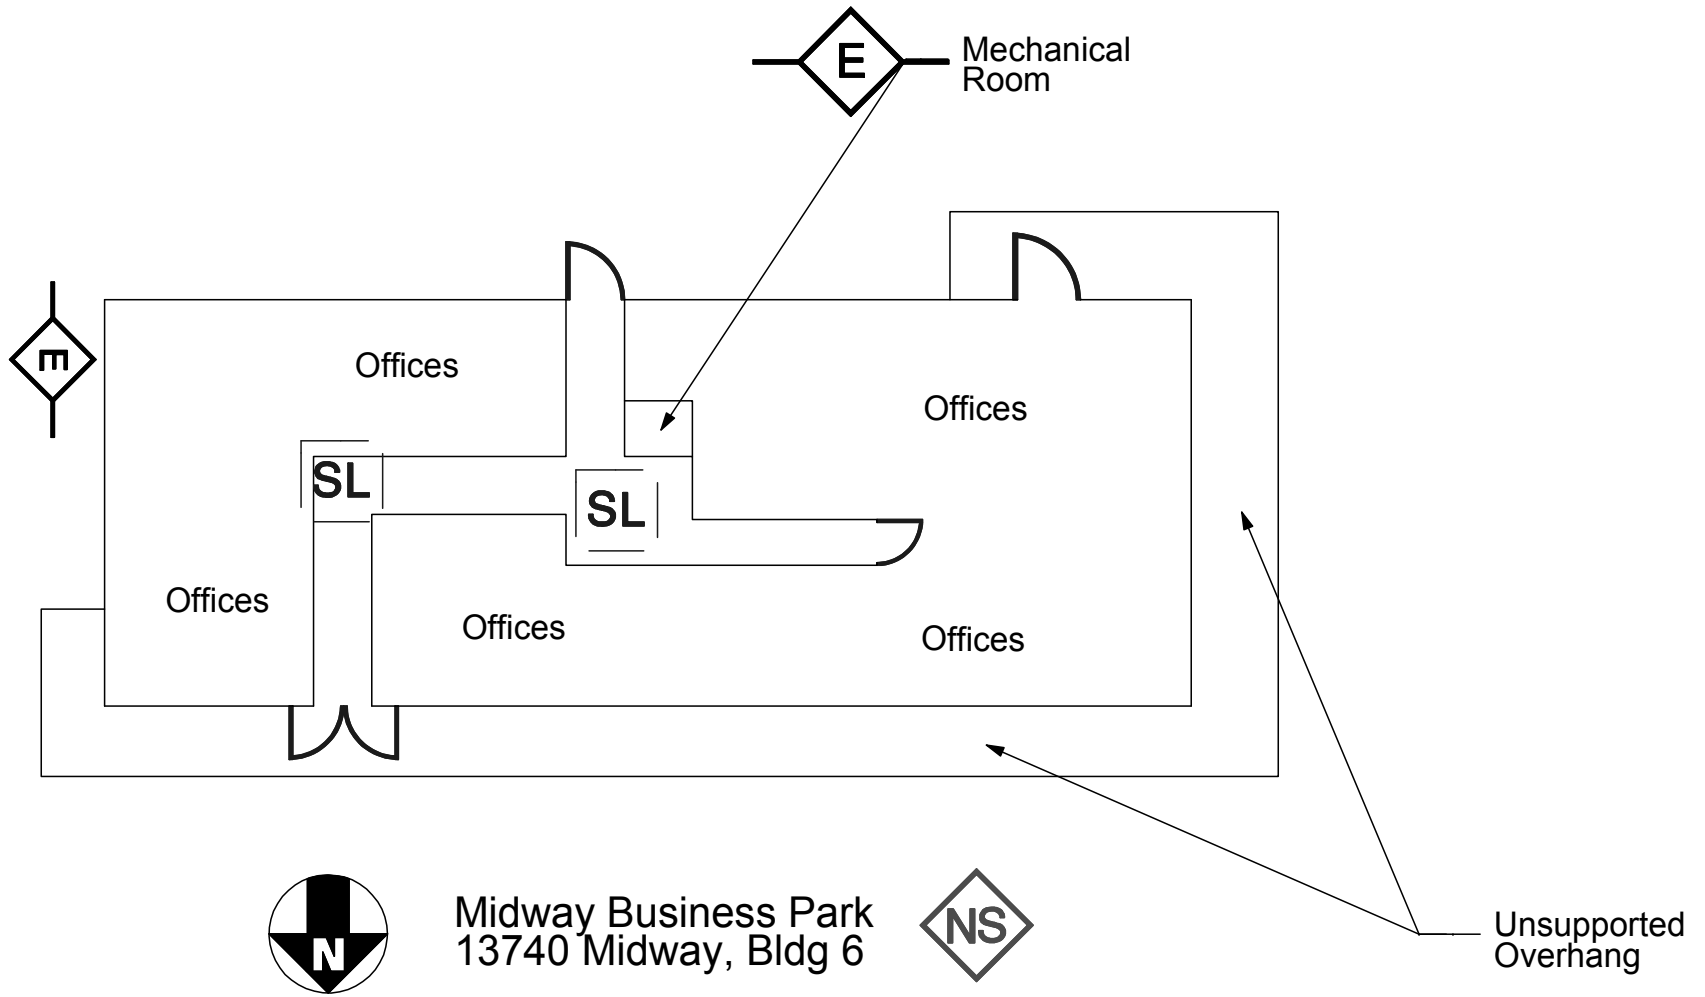 E
Mechanical
Room
E
Offices
Offices
SL
SL
Offices
Offices
Offices
N
Midway Business Park
13740 Midway, Bldg 6
NS
Unsupported
Overhang